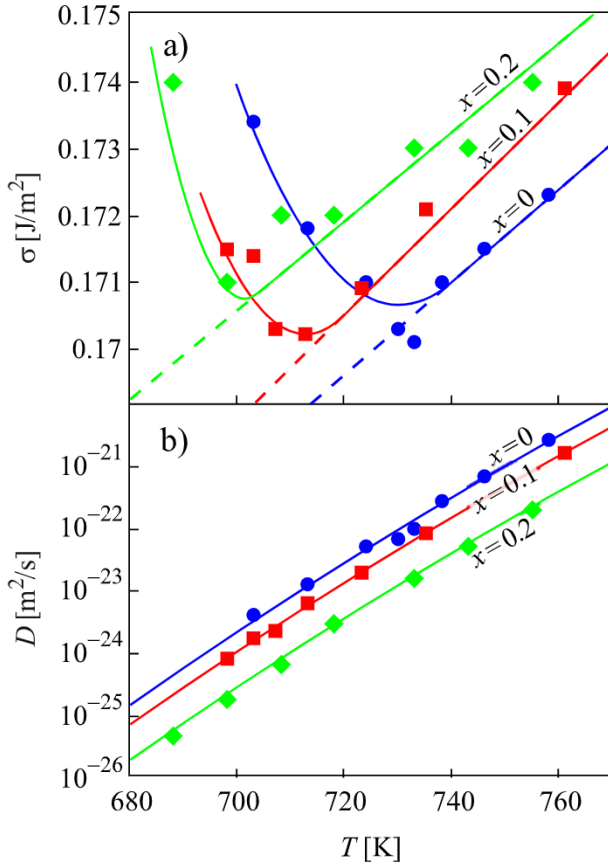 0.175
a)
0.174
0.173
0.172
0.171
0.17
σ [J/m²]
x=0.2
x=0.1
x=0
b)
10⁻²¹
10⁻²²
10⁻²³
10⁻²⁴
10⁻²⁵
10⁻²⁶
D [m²/s]
x=0
x=0.1
x=0.2
680 700 720 740 760
T [K]